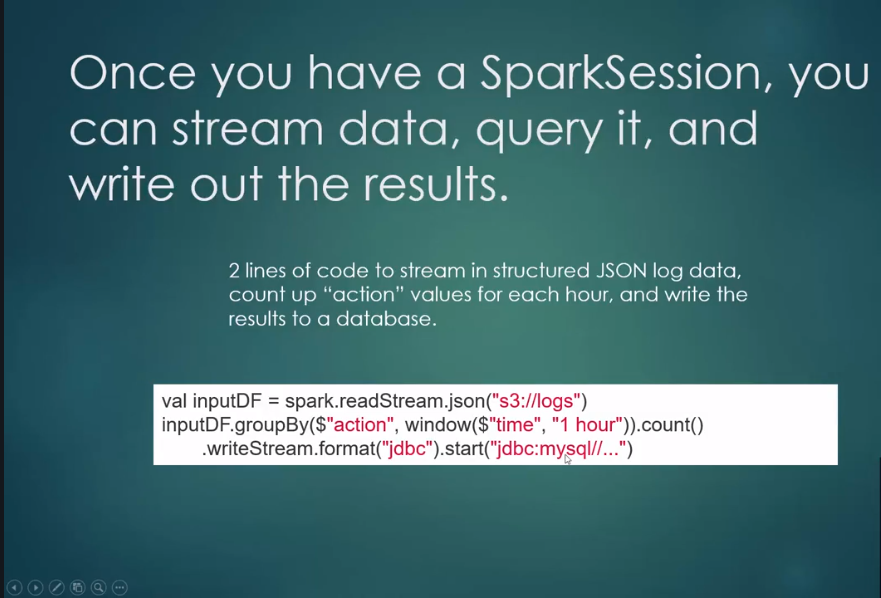 Once you have a SparkSession, you
can stream data, query it, and
write out the results.
2 lines of code to stream in structured JSON log data,
count up “action” values for each hour, and write the
results to a database.
val inputDF = spark.readStream.json("s3://logs")
inputDF.groupBy($"action", window($"time", "1 hour")).count()
.writeStream.format("jdbc").start("jdbc:mysql//...")